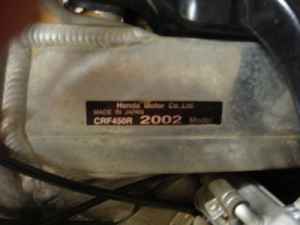 Honda Motor Co.,Ltd.
MADE IN JAPAN
CRF450R 2002 Model